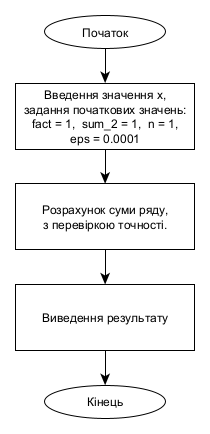 Початок
Введення значення x,
задання початкових значень:
fact = 1, sum_2 = 1, n = 1,
eps = 0.0001
Розрахунок суми ряду,
з перевіркою точності.
Виведення результату
Кінець